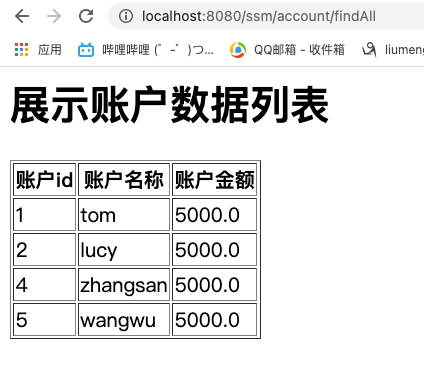 localhost:8080/ssm/account/findAll
应用 哔哩哔哩 (゜-゜)つ... QQ邮箱 - 收件箱 liumeng
展示账户数据列表
账户id 账户名称 账户金额
1 tom 5000.0
2 lucy 5000.0
4 zhangsan 5000.0
5 wangwu 5000.0